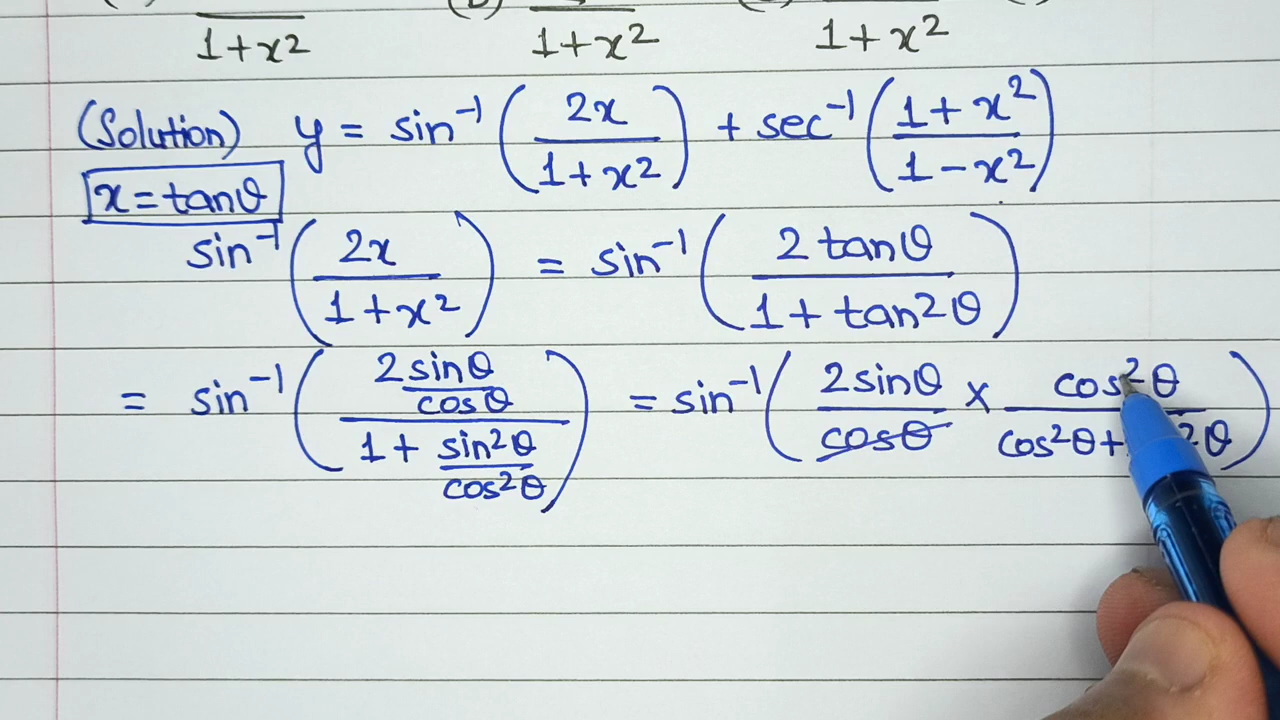 1+x² 1+x² 1+x²
(Solution) y = sin⁻¹(2x/(1+x²)) + sec⁻¹((1+x²)/(1-x²))
x=tanθ
sin⁻¹(2x/(1+x²)) = sin⁻¹(2tanθ/(1+tan²θ))
= sin⁻¹((2sinθ/cosθ)/(1+sin²θ/cos²θ)) = sin⁻¹(2sinθ/cosθ × cos²θ/(cos²θ+ ²θ))